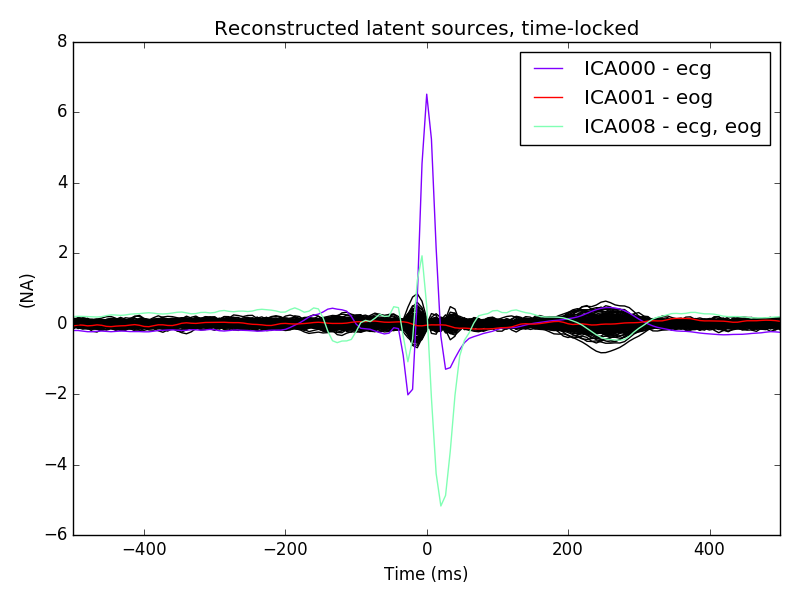 Reconstructed latent sources, time-locked
ICA000 - ecg
ICA001 - eog
ICA008 - ecg, eog
8
6
4
2
0
−2
−4
−6
(NA)
−400
−200
0
200
400
Time (ms)